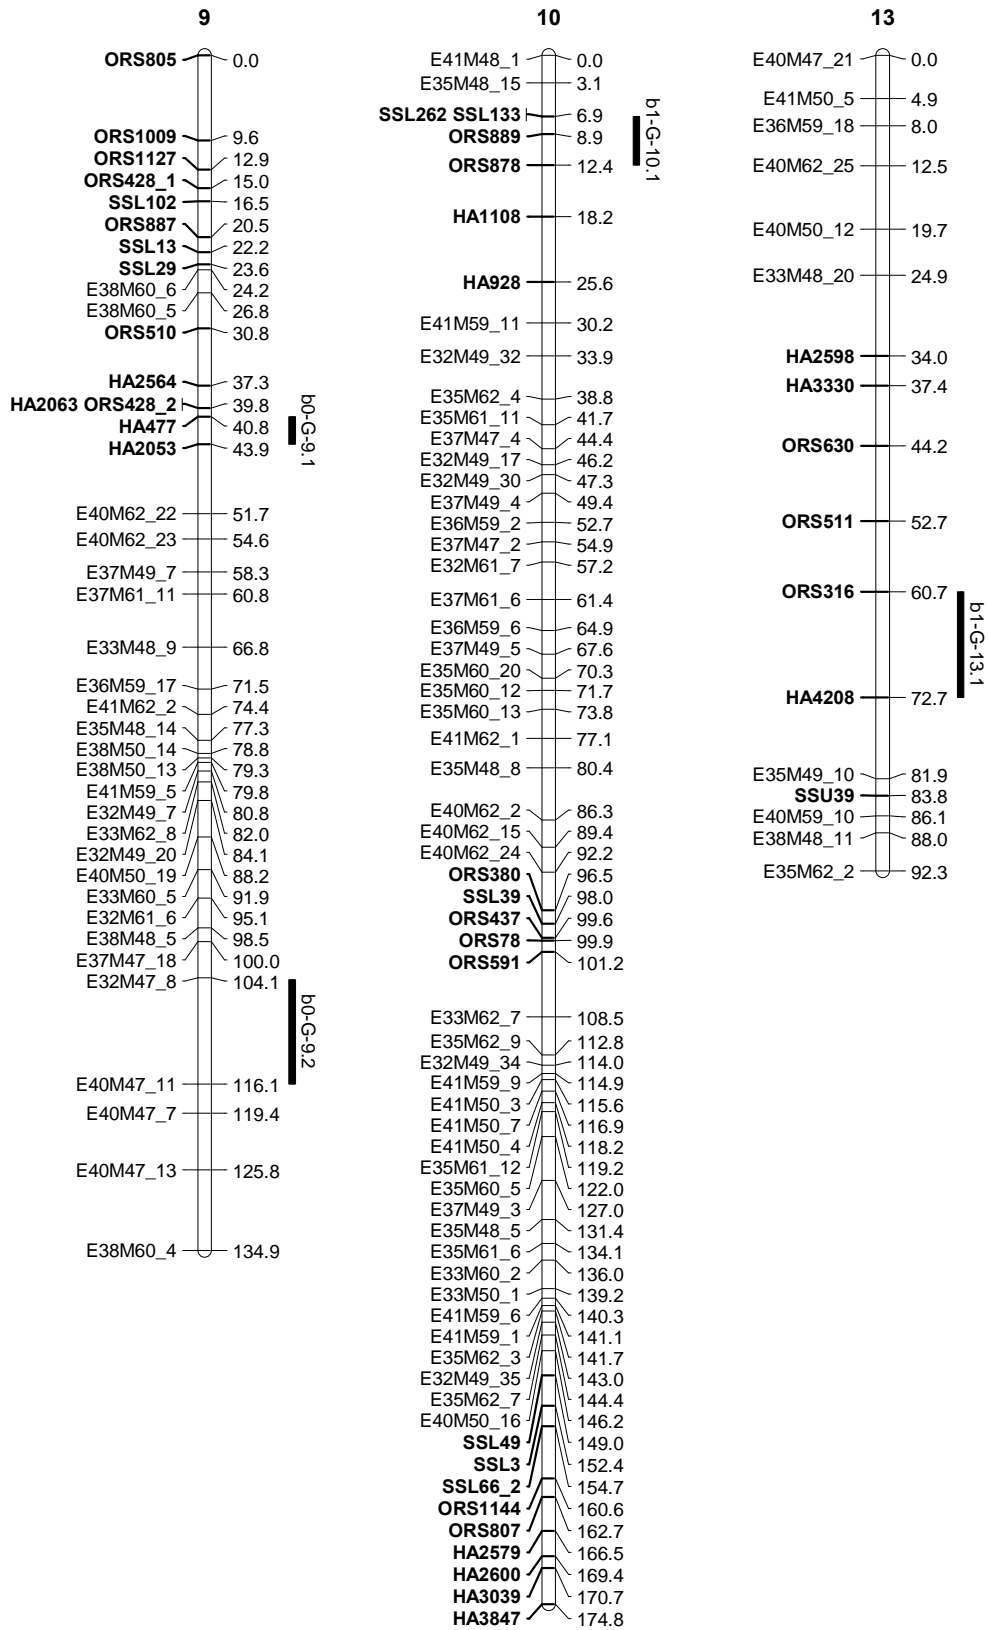 9
ORS805 0.0
ORS1009 9.6
ORS1127 12.9
ORS428_1 15.0
SSL102 16.5
ORS887 20.5
SSL13 22.2
SSL29 23.6
E38M60_6 24.2
E38M60_5 26.8
ORS510 30.8
HA2564 37.3
HA2063 ORS428_2 39.8
HA477 40.8
HA2053 43.9
b0-G-9.1
E40M62_22 51.7
E40M62_23 54.6
E37M49_7 58.3
E37M61_11 60.8
E33M48_9 66.8
E36M59_17 71.5
E41M62_2 74.4
E35M48_14 77.3
E38M50_14 78.8
E38M50_13 79.3
E41M59_5 79.8
E32M49_7 80.8
E33M62_8 82.0
E32M49_20 84.1
E40M50_19 88.2
E33M60_5 91.9
E32M61_6 95.1
E38M48_5 98.5
E37M47_18 100.0
E32M47_8 104.1
b0-G-9.2
E40M47_11 116.1
E40M47_7 119.4
E40M47_13 125.8
E38M60_4 134.9
10
E41M48_1 0.0
E35M48_15 3.1
SSL262 SSL133 6.9
ORS889 8.9
ORS878 12.4
b1-G-10.1
HA1108 18.2
HA928 25.6
E41M59_11 30.2
E32M49_32 33.9
E35M62_4 38.8
E35M61_11 41.7
E37M47_4 44.4
E32M49_17 46.2
E32M49_30 47.3
E37M49_4 49.4
E36M59_2 52.7
E37M47_2 54.9
E32M61_7 57.2
E37M61_6 61.4
E36M59_6 64.9
E37M49_5 67.6
E35M60_20 70.3
E35M60_12 71.7
E35M60_13 73.8
E41M62_1 77.1
E35M48_8 80.4
E40M62_2 86.3
E40M62_15 89.4
E40M62_24 92.2
ORS380 96.5
SSL39 98.0
ORS437 99.6
ORS78 99.9
ORS591 101.2
E33M62_7 108.5
E35M62_9 112.8
E32M49_34 114.0
E41M59_9 114.9
E41M50_3 115.6
E41M50_7 116.9
E41M50_4 118.2
E35M61_12 119.2
E35M60_5 122.0
E37M49_3 127.0
E35M48_5 131.4
E35M61_6 134.1
E33M60_2 136.0
E33M50_1 139.2
E41M59_6 140.3
E41M59_1 141.1
E35M62_3 141.7
E32M49_35 143.0
E35M62_7 144.4
E40M50_16 146.2
SSL49 149.0
SSL3 152.4
SSL66_2 154.7
ORS1144 160.6
ORS807 162.7
HA2579 166.5
HA2600 169.4
HA3039 170.7
HA3847 174.8
13
E40M47_21 0.0
E41M50_5 4.9
E36M59_18 8.0
E40M62_25 12.5
E40M50_12 19.7
E33M48_20 24.9
HA2598 34.0
HA3330 37.4
ORS630 44.2
ORS511 52.7
ORS316 60.7
b1-G-13.1
HA4208 72.7
E35M49_10 81.9
SSU39 83.8
E40M59_10 86.1
E38M48_11 88.0
E35M62_2 92.3